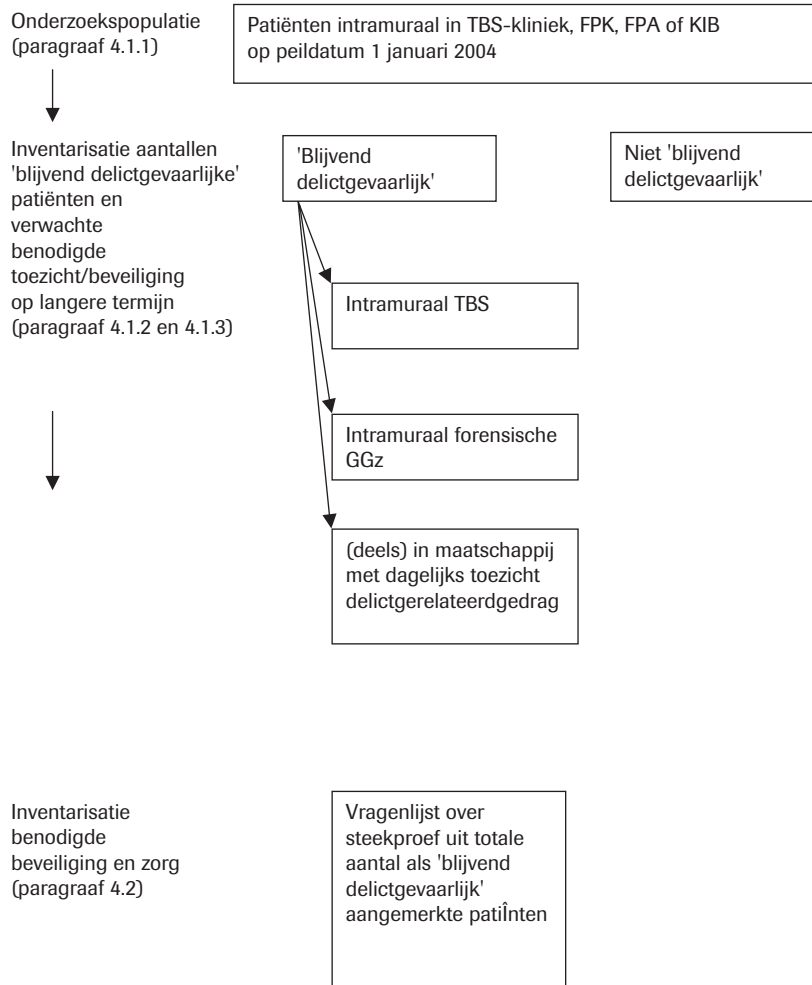 Onderzoekspopulatie
(paragraaf 4.1.1)
Patiënten intramuraal in TBS-kliniek, FPK, FPA of KIB
op peildatum 1 januari 2004
Inventarisatie aantallen
'blijvend delictgevaarlijke'
patiënten en
verwachte
benodigde
toezicht/beveiliging
op langere termijn
(paragraaf 4.1.2 en 4.1.3)
'Blijvend
delictgevaarlijk'
Niet 'blijvend
delictgevaarlijk'
Intramuraal TBS
Intramuraal forensische
GGz
(deels) in maatschappij
met dagelijks toezicht
delictgerelateerdgedrag
Inventarisatie
benodigde
beveiliging en zorg
(paragraaf 4.2)
Vragenlijst over
steekproef uit totale
aantal als 'blijvend
delictgevaarlijk'
aangemerkte patiÎnten